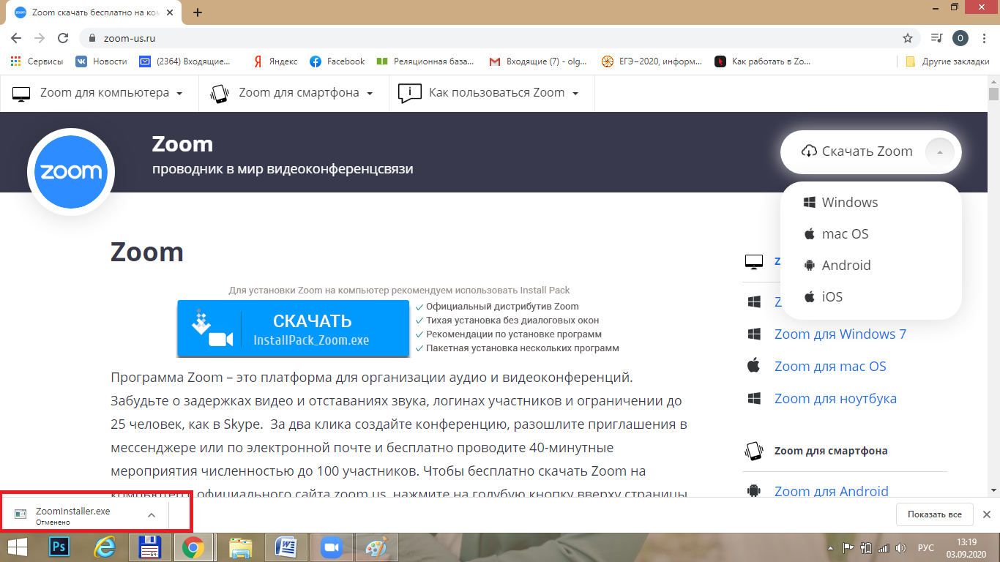 Zoom скачать бесплатно на ком
zoom-us.ru
O
Сервисы
Новости
(2364) Входящие...
Яндекс
Facebook
Реляционная база...
Входящие (7) - olg...
ЕГЭ–2020, информ...
Как работать в Zo...
Другие закладки
Zoom для компьютера
Zoom для смартфона
Как пользоваться Zoom
zoom
zoom
Zoom
проводник в мир видеоконференцсвязи
Скачать Zoom
Windows
mac OS
Android
iOS
Zoom
Для установки Zoom на компьютер рекомендуем использовать Install Pack
СКАЧАТЬ
InstallPack_Zoom.exe
Официальный дистрибутив Zoom
Тихая установка без диалоговых окон
Рекомендации по установке программ
Пакетная установка нескольких программ
Программа Zoom – это платформа для организации аудио и видеоконференций.
Забудьте о задержках видео и отставаниях звука, логинах участников и ограничении до
25 человек, как в Skype. За два клика создайте конференцию, разошлите приглашения в
мессенджере или по электронной почте и бесплатно проводите 40-минутные
мероприятия численностью до 100 участников. Чтобы бесплатно скачать Zoom на
компьютер с официального сайта zoom us, нажмите на голубую кнопку вверху страницы
Z
Z
Zoom для Windows 7
Zoom для mac OS
Zoom для ноутбука
Zoom для смартфона
Zoom для Android
ZoomInstaller.exe
Отменено
Показать все
Ps
64
РУС
13:19
03.09.2020